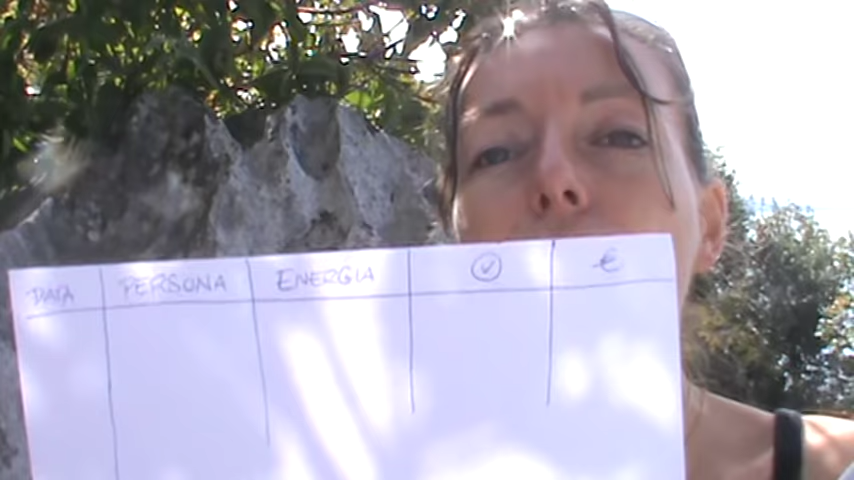 DATA PERSONA ENERGIA ✓ €